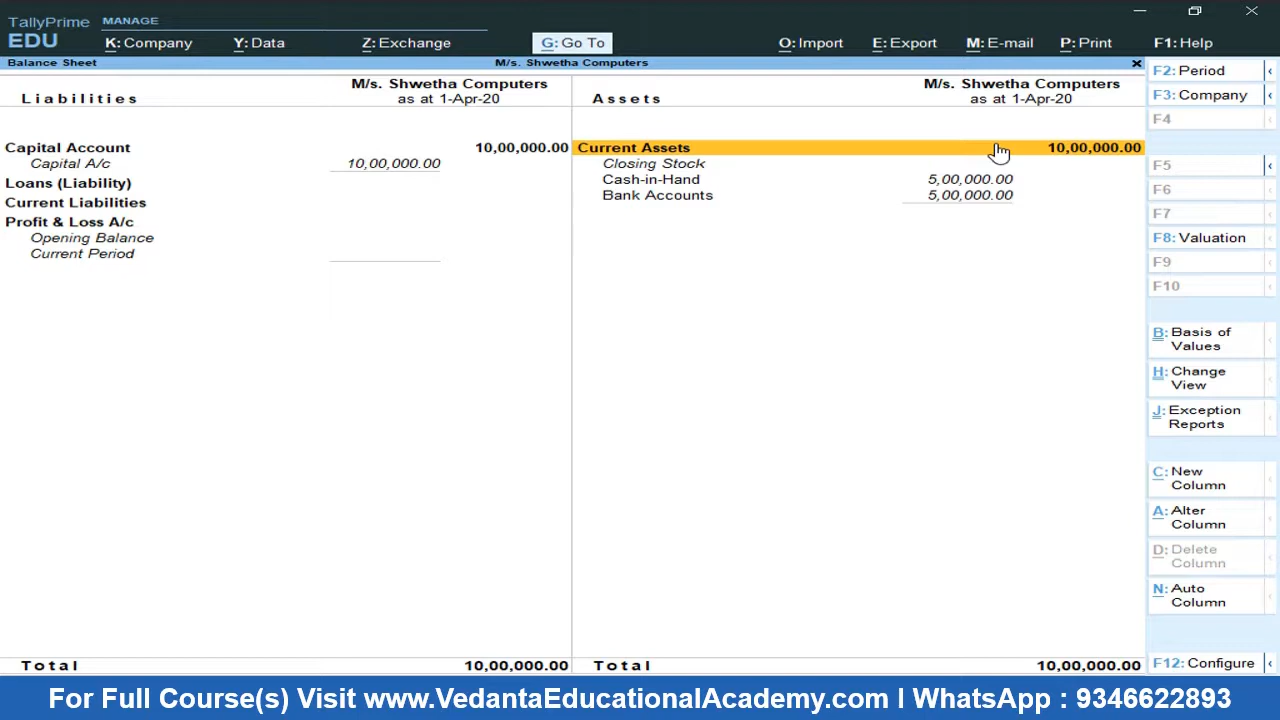 TallyPrime MANAGE
EDU K: Company Y: Data Z: Exchange G: Go To O: Import E: Export M: E-mail P: Print F1: Help
Balance Sheet M/s. Shwetha Computers
Liabilities
M/s. Shwetha Computers
as at 1-Apr-20
Capital Account 10,00,000.00
Capital A/c 10,00,000.00
Loans (Liability)
Current Liabilities
Profit & Loss A/c
Opening Balance
Current Period
Total 10,00,000.00
Assets
M/s. Shwetha Computers
as at 1-Apr-20
Current Assets 10,00,000.00
Closing Stock
Cash-in-Hand 5,00,000.00
Bank Accounts 5,00,000.00
Total 10,00,000.00
F2: Period
F3: Company
F4
F5
F6
F7
F8: Valuation
F9
F10
B: Basis of
Values
H: Change
View
J: Exception
Reports
C: New
Column
A: Alter
Column
D: Delete
Column
N: Auto
Column
F12: Configure
For Full Course(s) Visit www.VedantaEducationalAcademy.com I WhatsApp : 9346622893